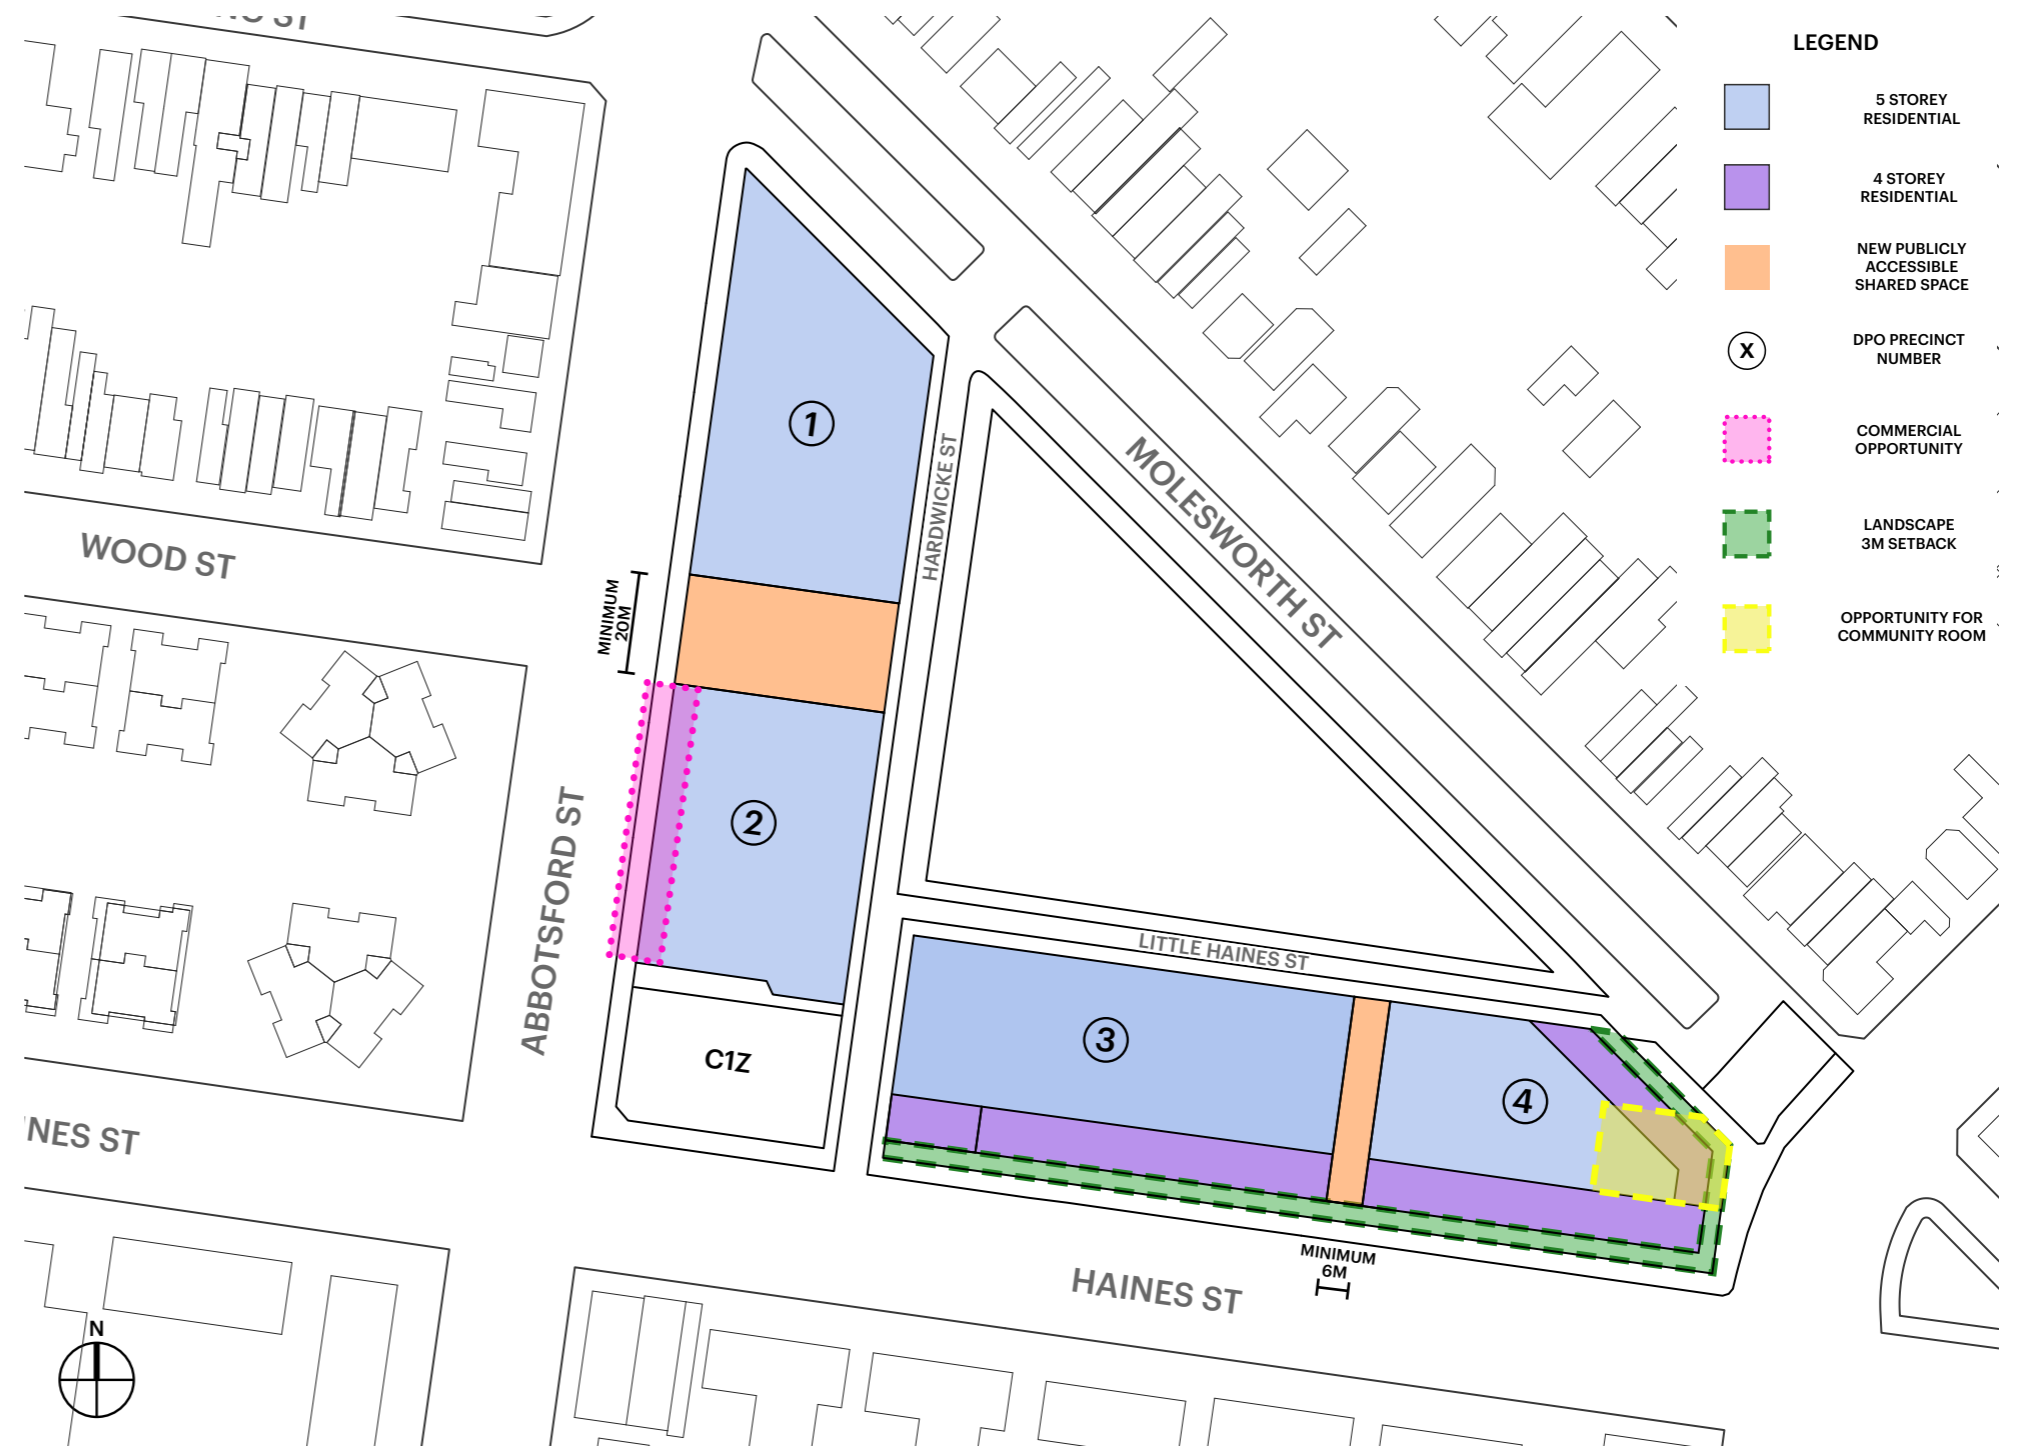 LEGEND
5 STOREY
RESIDENTIAL
4 STOREY
RESIDENTIAL
NEW PUBLICLY
ACCESSIBLE
SHARED SPACE
X
DPO PRECINCT
NUMBER
COMMERCIAL
OPPORTUNITY
LANDSCAPE
3M SETBACK
OPPORTUNITY FOR
COMMUNITY ROOM
WOOD ST
MOLESWORTH ST
HARDWICKE ST
ABBOTSFORD ST
LITTLE HAINES ST
HAINES ST
NES ST
ST
1
2
3
4
C1Z
MINIMUM
20M
MINIMUM
6M
N